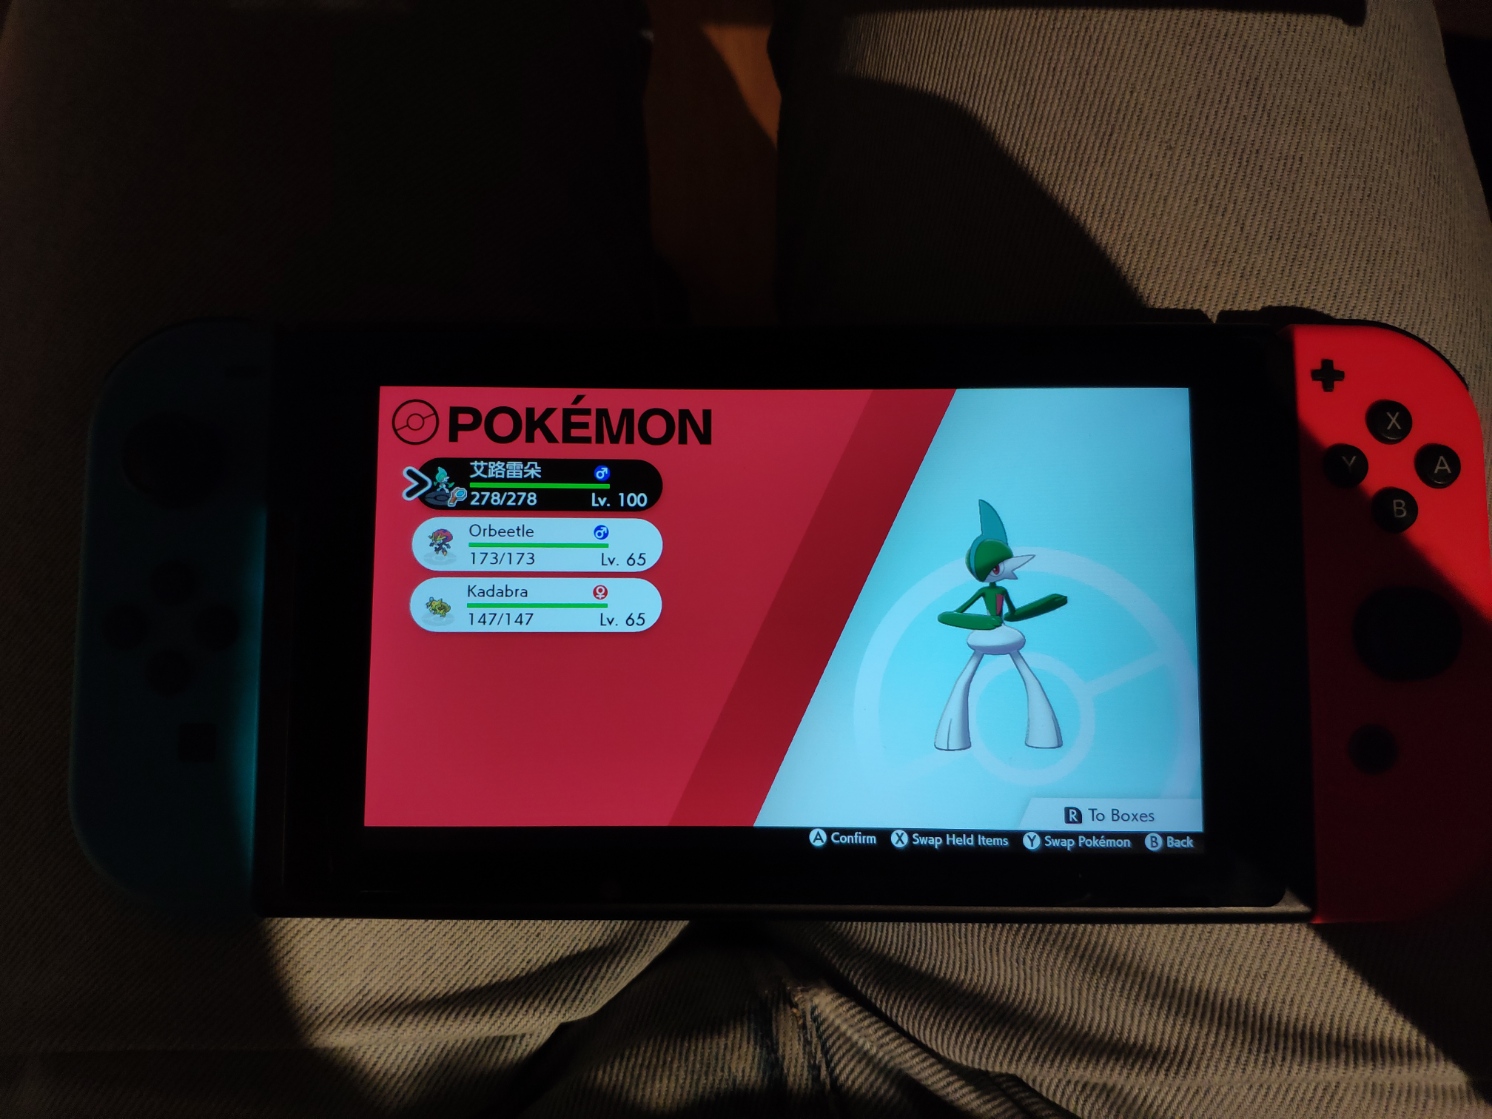 POKÉMON
艾路雷朵
278/278 Lv. 100
Orbeetle
173/173 Lv. 65
Kadabra
147/147 Lv. 65
R To Boxes
A Confirm X Swap Held Items Y Swap Pokémon B Back
X
Y
A
B